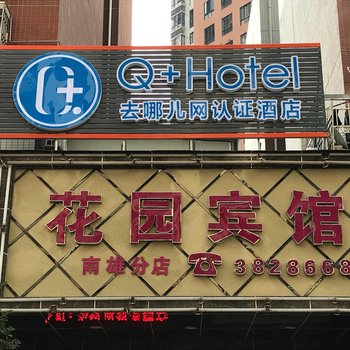 Q+Hotel
去哪儿网认证酒店
花园宾馆
南雄分店 ☎ 3828668